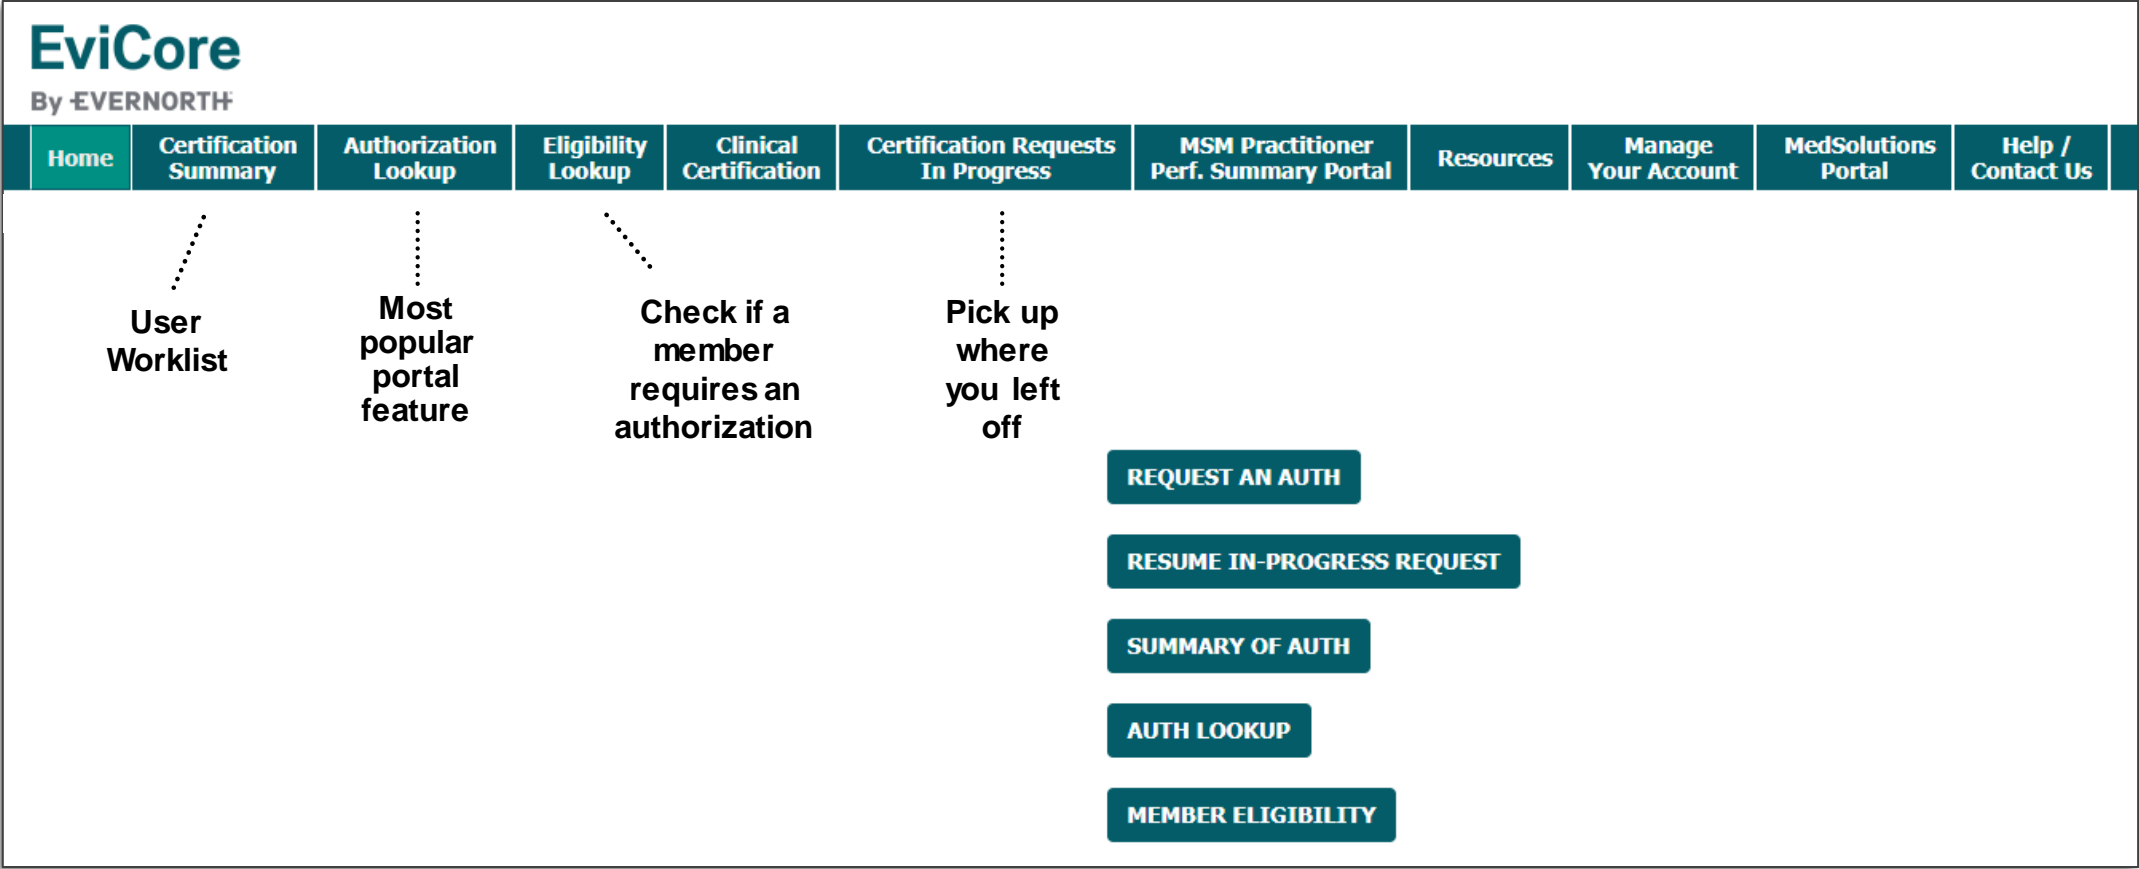 EviCore
By EVERNORTH
Home
Certification
Summary
Authorization
Lookup
Eligibility
Lookup
Clinical
Certification
Certification Requests
In Progress
MSM Practitioner
Perf. Summary Portal
Resources
Manage
Your Account
MedSolutions
Portal
Help /
Contact Us
User
Worklist
Most
popular
portal
feature
Check if a
member
requires an
authorization
Pick up
where
you left
off
REQUEST AN AUTH
RESUME IN-PROGRESS REQUEST
SUMMARY OF AUTH
AUTH LOOKUP
MEMBER ELIGIBILITY